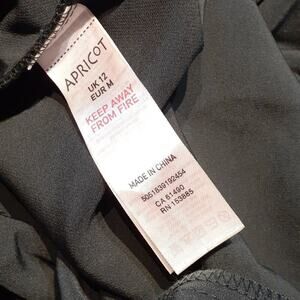 APRICOT
UK 12
EUR M
KEEP AWAY
FROM FIRE
MADE IN CHINA
5051839192454
CA 61490
RN 153885